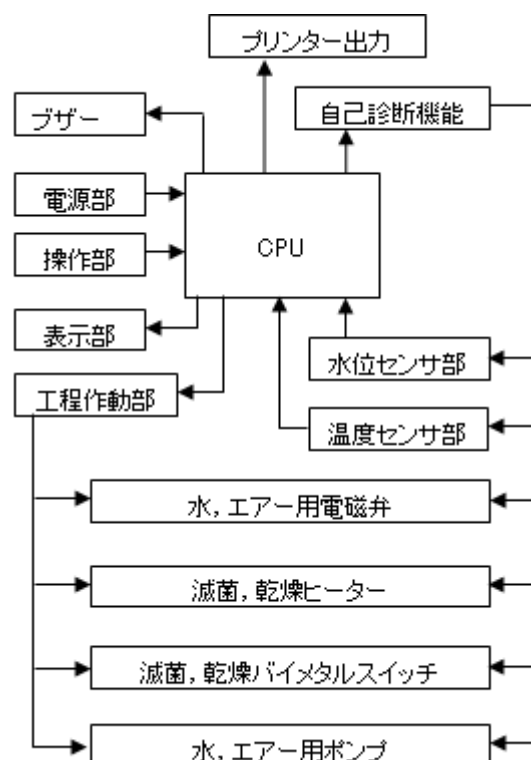 プリンター出力
ブザー
自己診断機能
電源部
CPU
操作部
表示部
水位センサ部
工程作動部
温度センサ部
水，エアー用電磁弁
滅菌，乾燥ヒーター
滅菌，乾燥バイメタルスイッチ
水，エアー用ポンプ